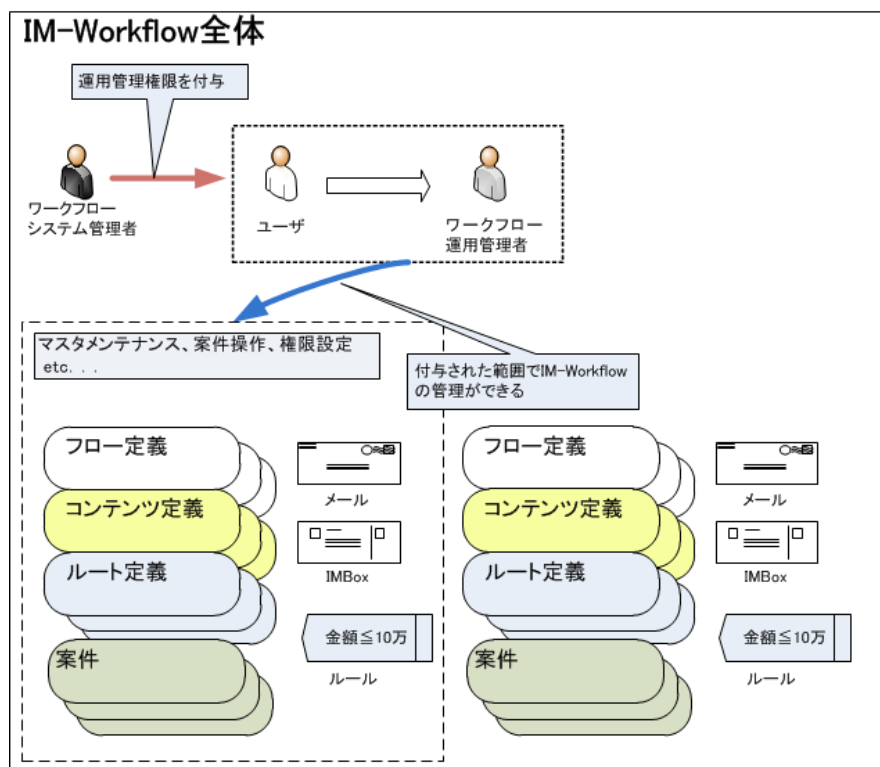 IM-Workflow全体
運用管理権限を付与
ワークフロー
システム管理者
ユーザ
ワークフロー
運用管理者
マスタメンテナンス、案件操作、権限設定
etc...
付与された範囲でIM-Workflow
の管理ができる
フロー定義
コンテンツ定義
ルート定義
案件
メール
IMBox
金額≦10万
ルール
フロー定義
コンテンツ定義
ルート定義
案件
メール
IMBox
金額≦10万
ルール